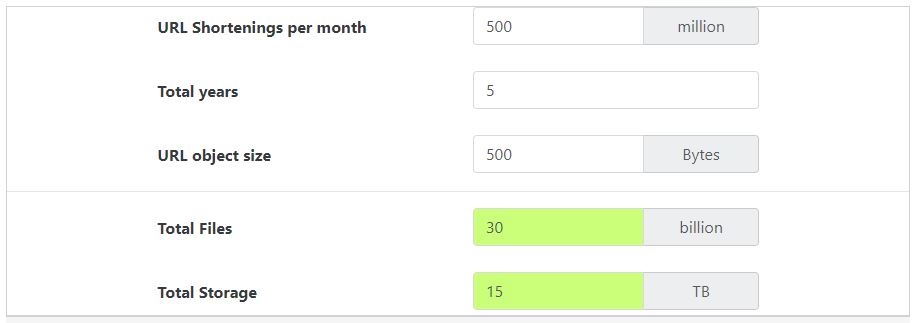 URL Shortenings per month 500 million
Total years 5
URL object size 500 Bytes
Total Files 30 billion
Total Storage 15 TB